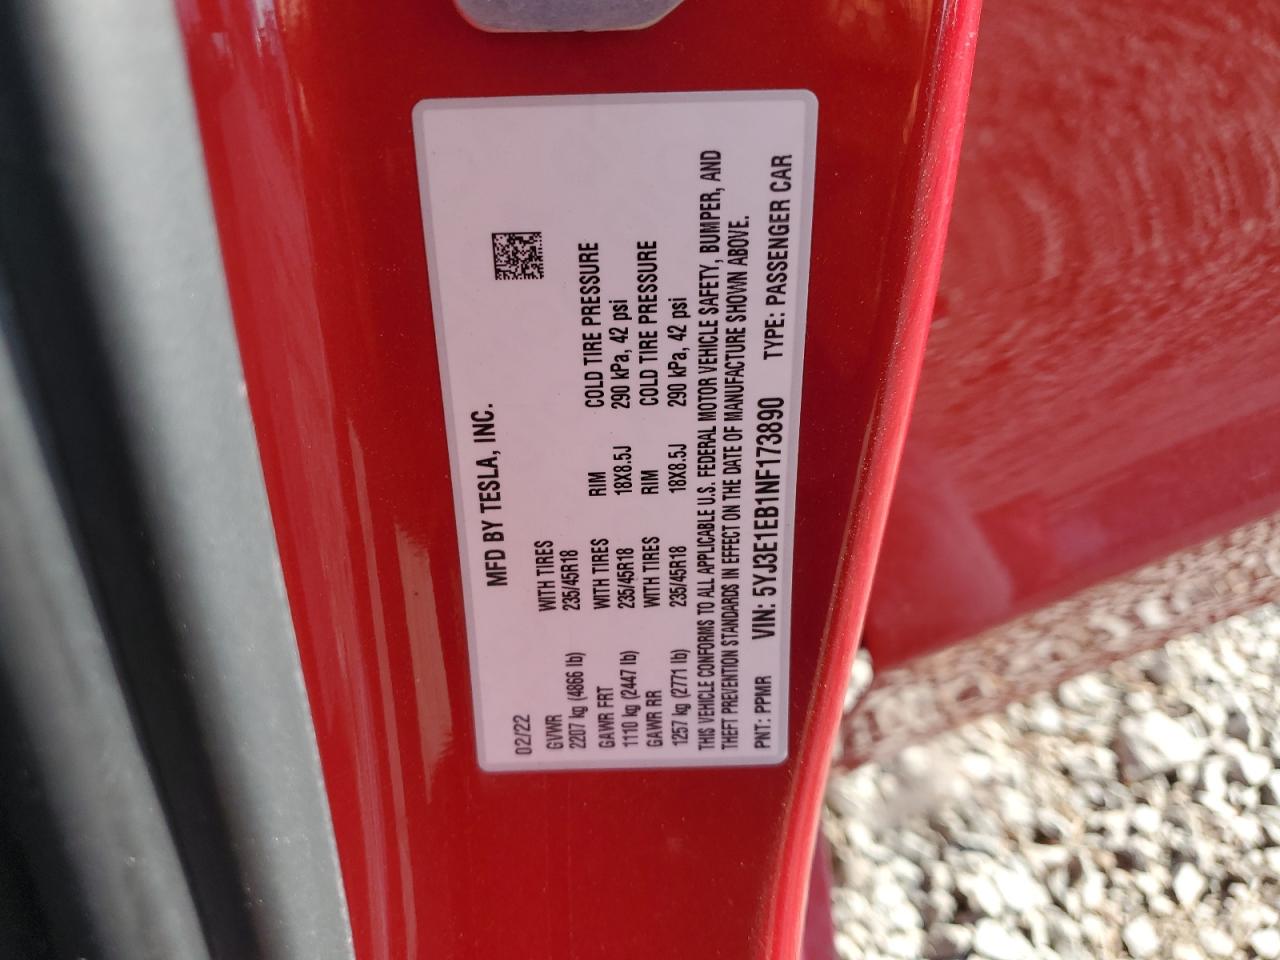 MFD BY TESLA, INC.
02/22
GVWR WITH TIRES
2207 kg (4866 lb) 235/45R18
GAWR FRT WITH TIRES RIM COLD TIRE PRESSURE
1110 kg (2447 lb) 235/45R18 18X8.5J 290 kPa, 42 psi
GAWR RR WITH TIRES RIM COLD TIRE PRESSURE
1257 kg (2771 lb) 235/45R18 18X8.5J 290 kPa, 42 psi
THIS VEHICLE CONFORMS TO ALL APPLICABLE U.S. FEDERAL MOTOR VEHICLE SAFETY, BUMPER, AND
THEFT PREVENTION STANDARDS IN EFFECT ON THE DATE OF MANUFACTURE SHOWN ABOVE.
PNT: PPMR VIN: 5YJ3E1EB1NF173890 TYPE: PASSENGER CAR